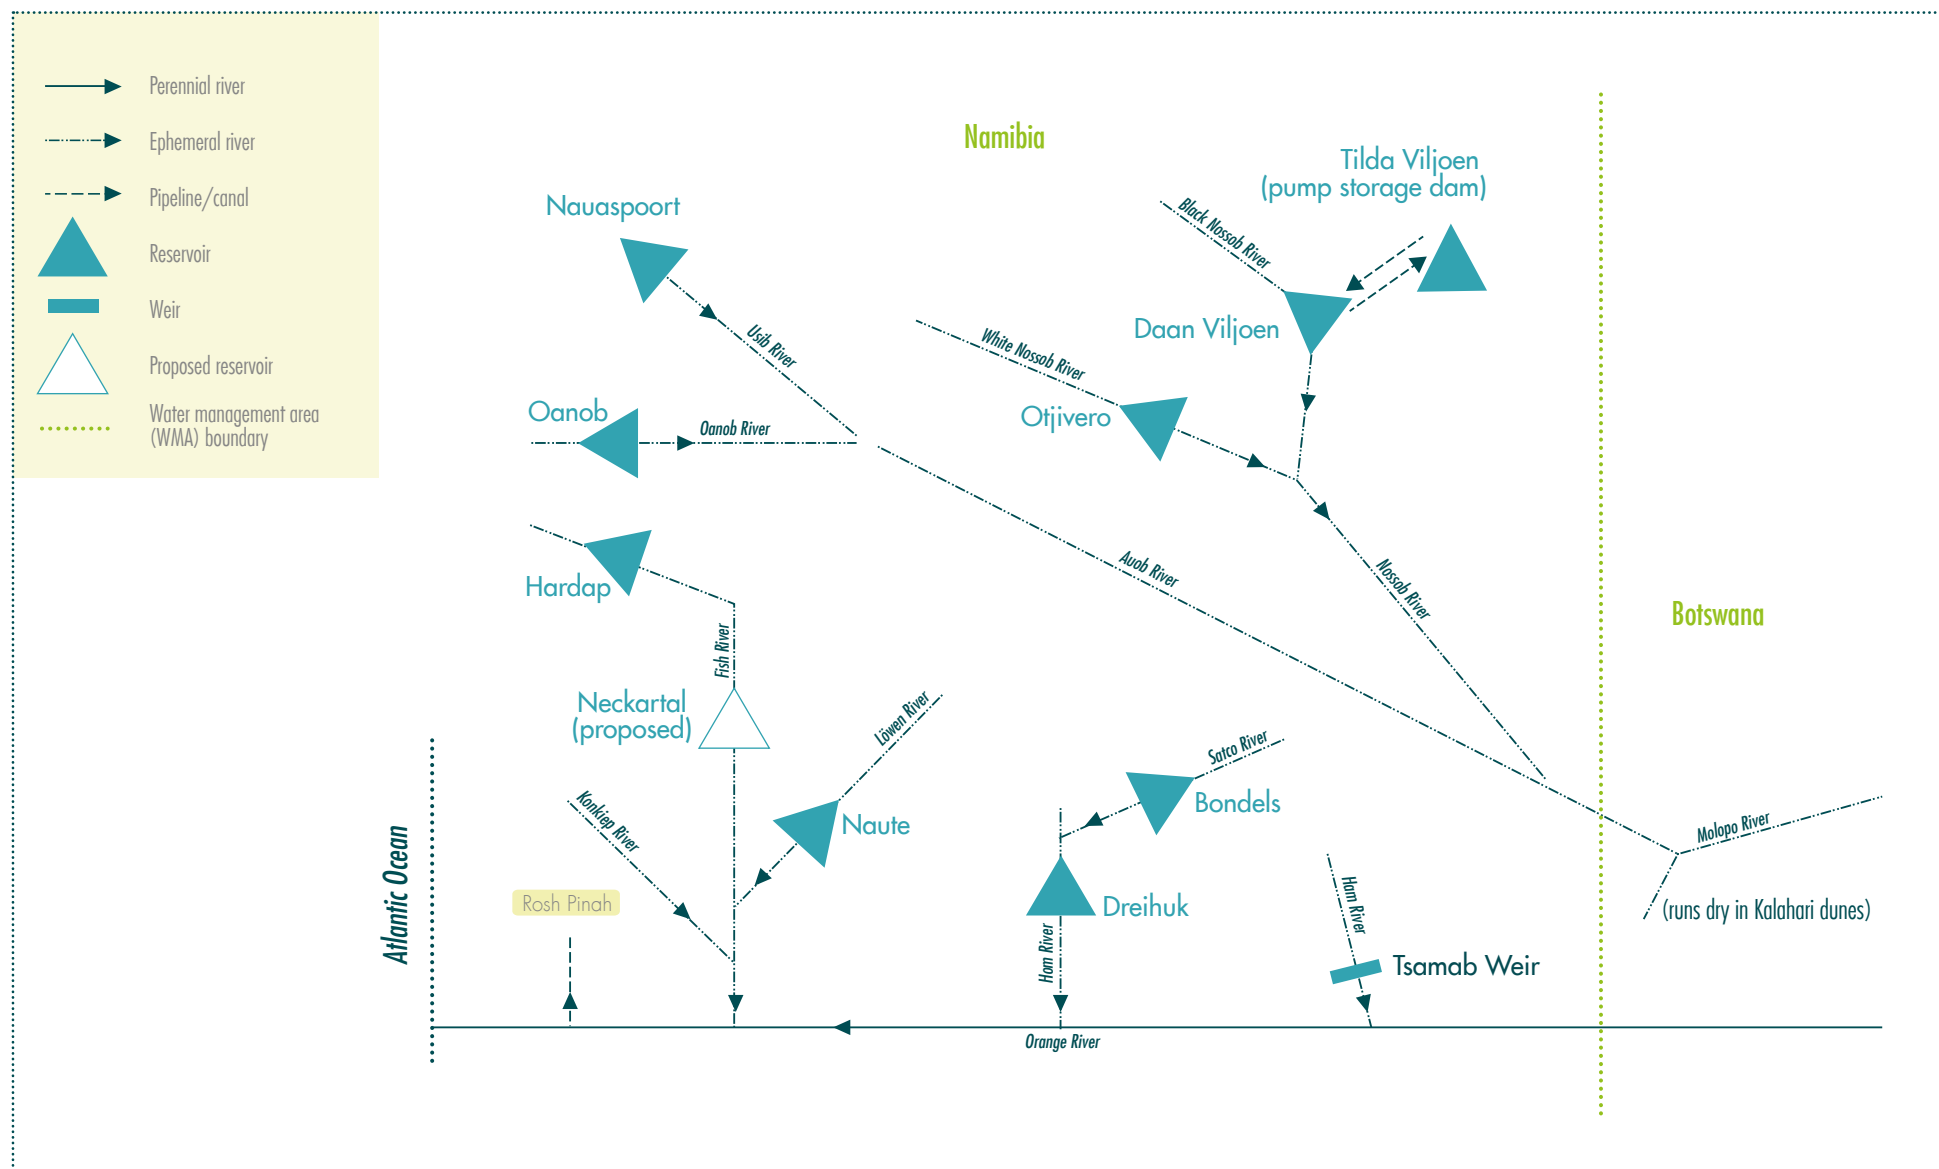 Perennial river
Ephemeral river
Pipeline/canal
Reservoir
Weir
Proposed reservoir
Water management area
(WMA) boundary
Namibia
Botswana
Tilda Viljoen
(pump storage dam)
Black Nossob River
Daan Viljoen
Nauaspoort
Usib River
White Nossob River
Otjivero
Oanob
Oanob River
Hardap
Auob River
Nossob River
Fish River
Neckartal
(proposed)
Löwen River
Naute
Konkiep River
Satco River
Bondels
Molopo River
(runs dry in Kalahari dunes)
Atlantic Ocean
Rosh Pinah
Dreihuk
Hom River
Ham River
Tsamab Weir
Orange River